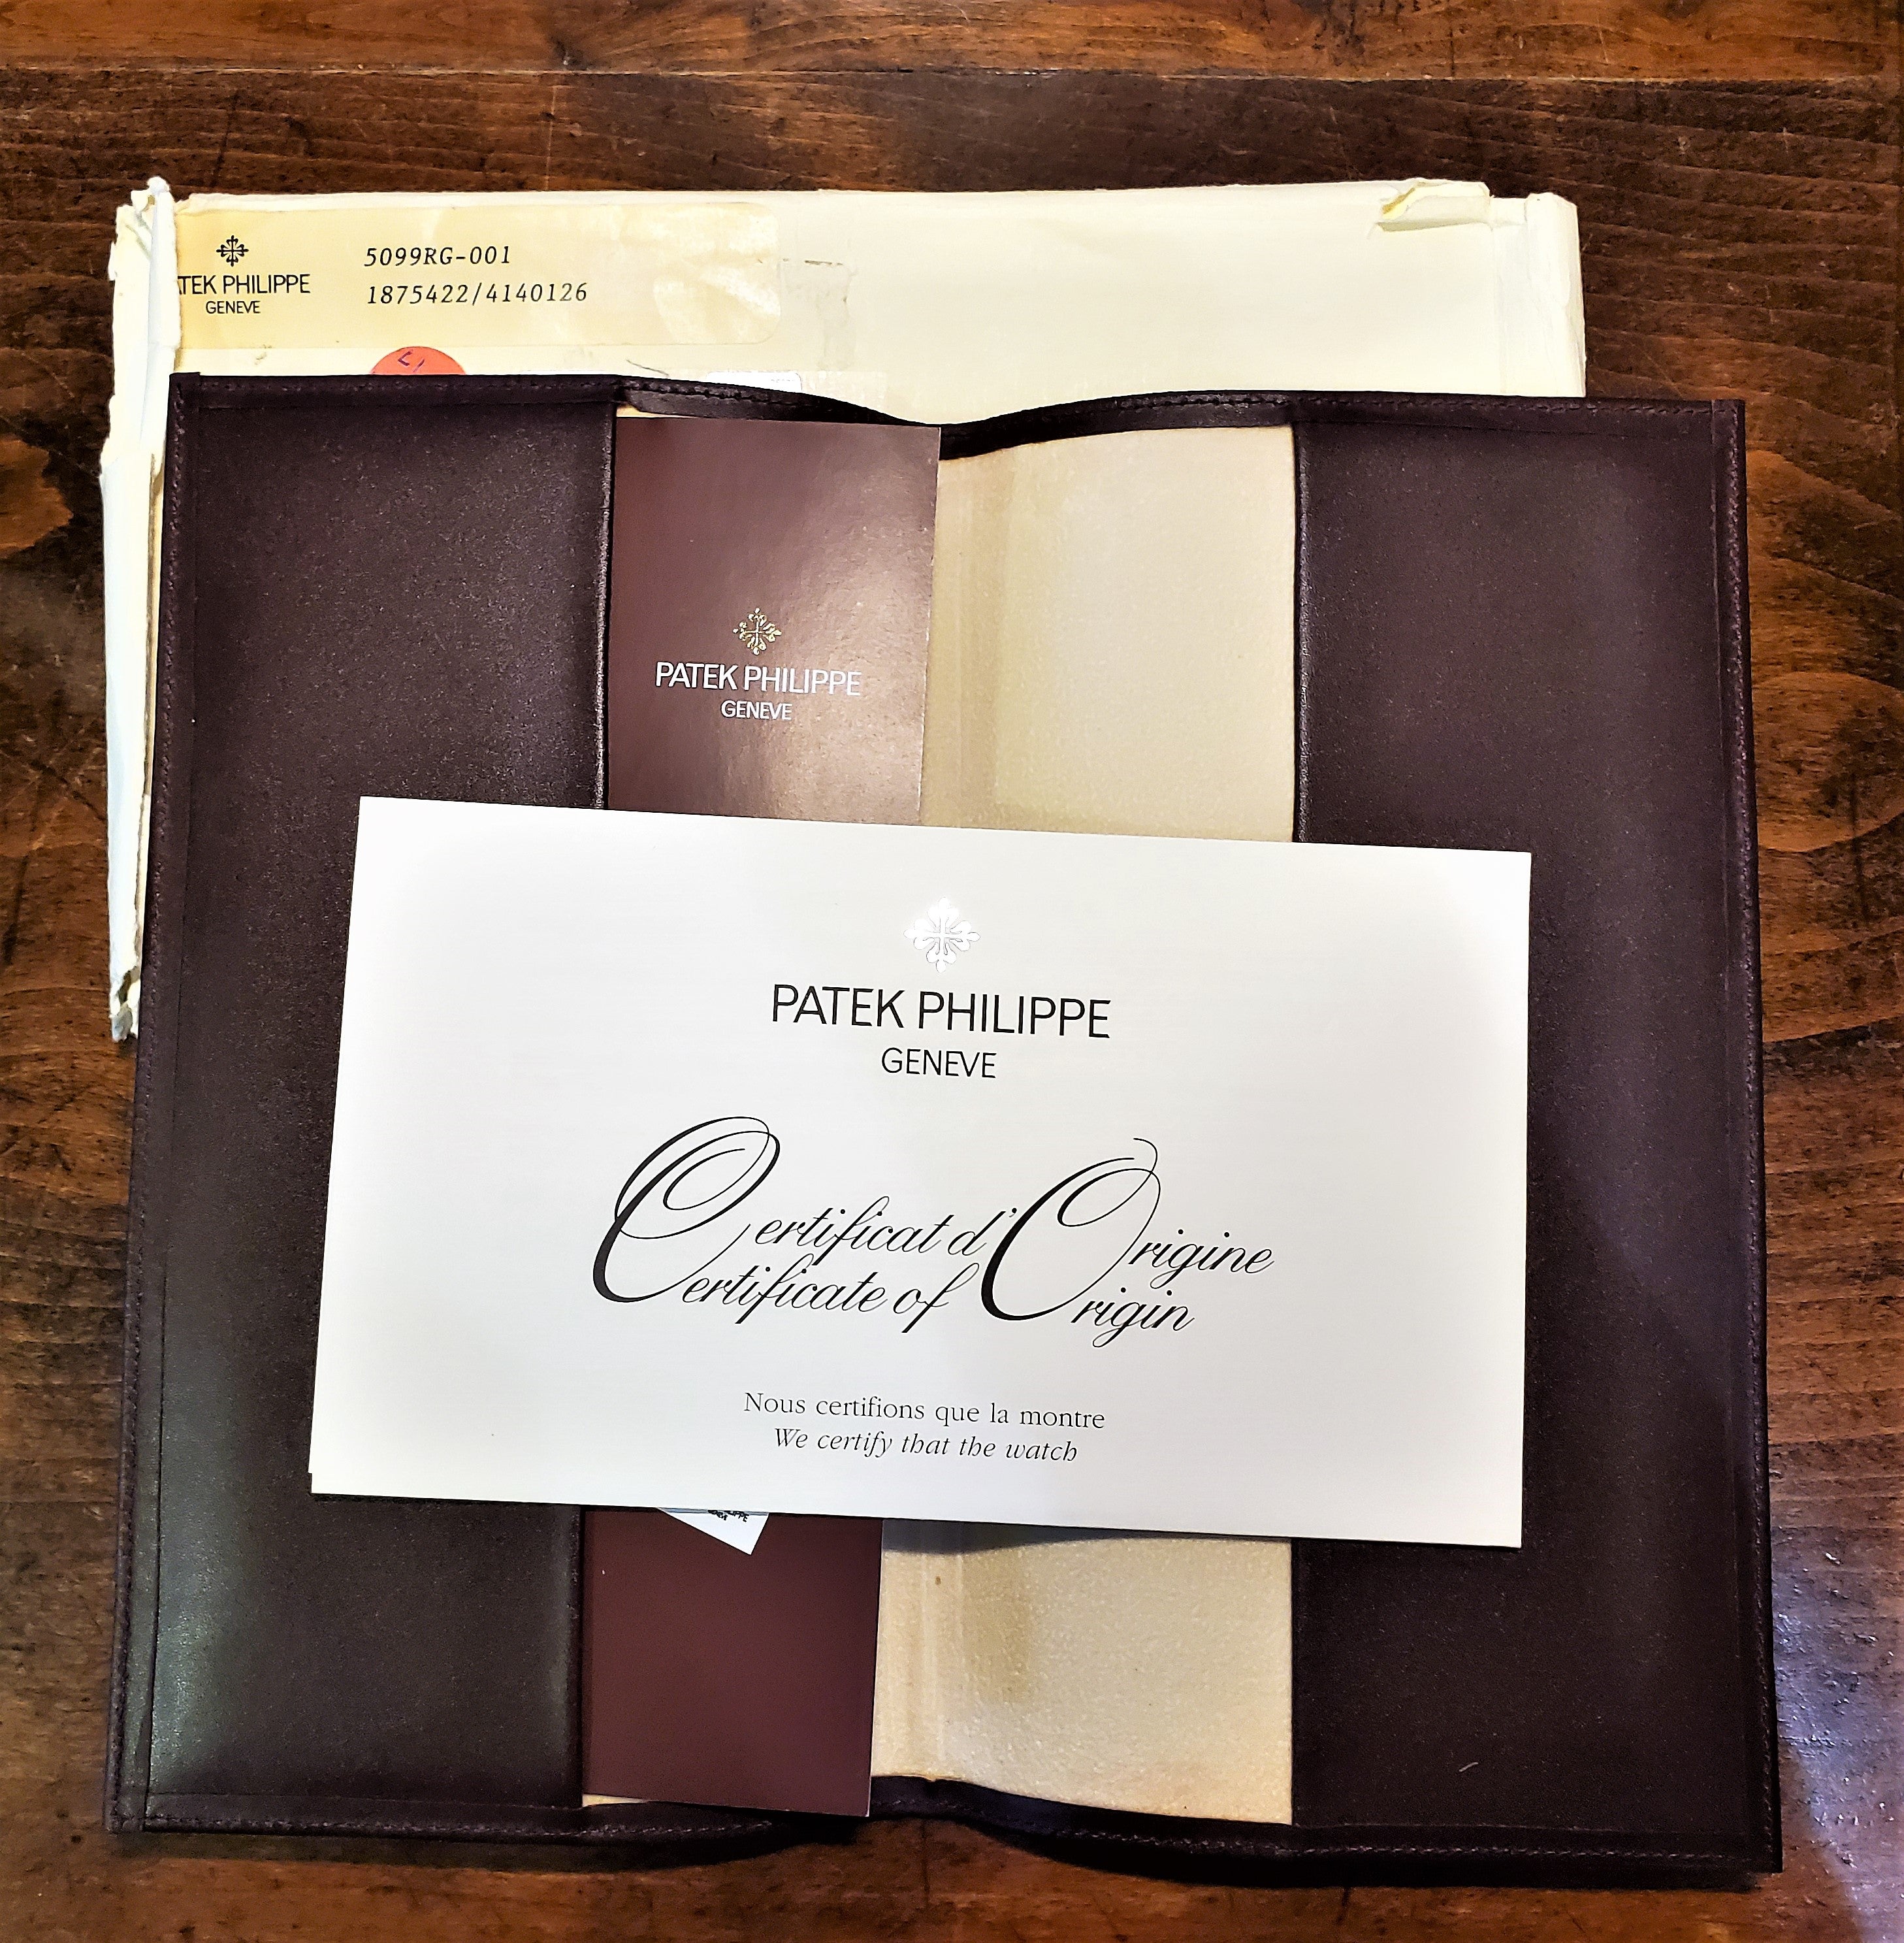 5099RG-001
1875422/4140126
PHILIPPE
GENEVE
PATEK PHILIPPE
GENEVE
PATEK PHILIPPE
GENEVE
Certificat d'Origine
Certificate of Origin
Nous certifions que la montre
We certify that the watch